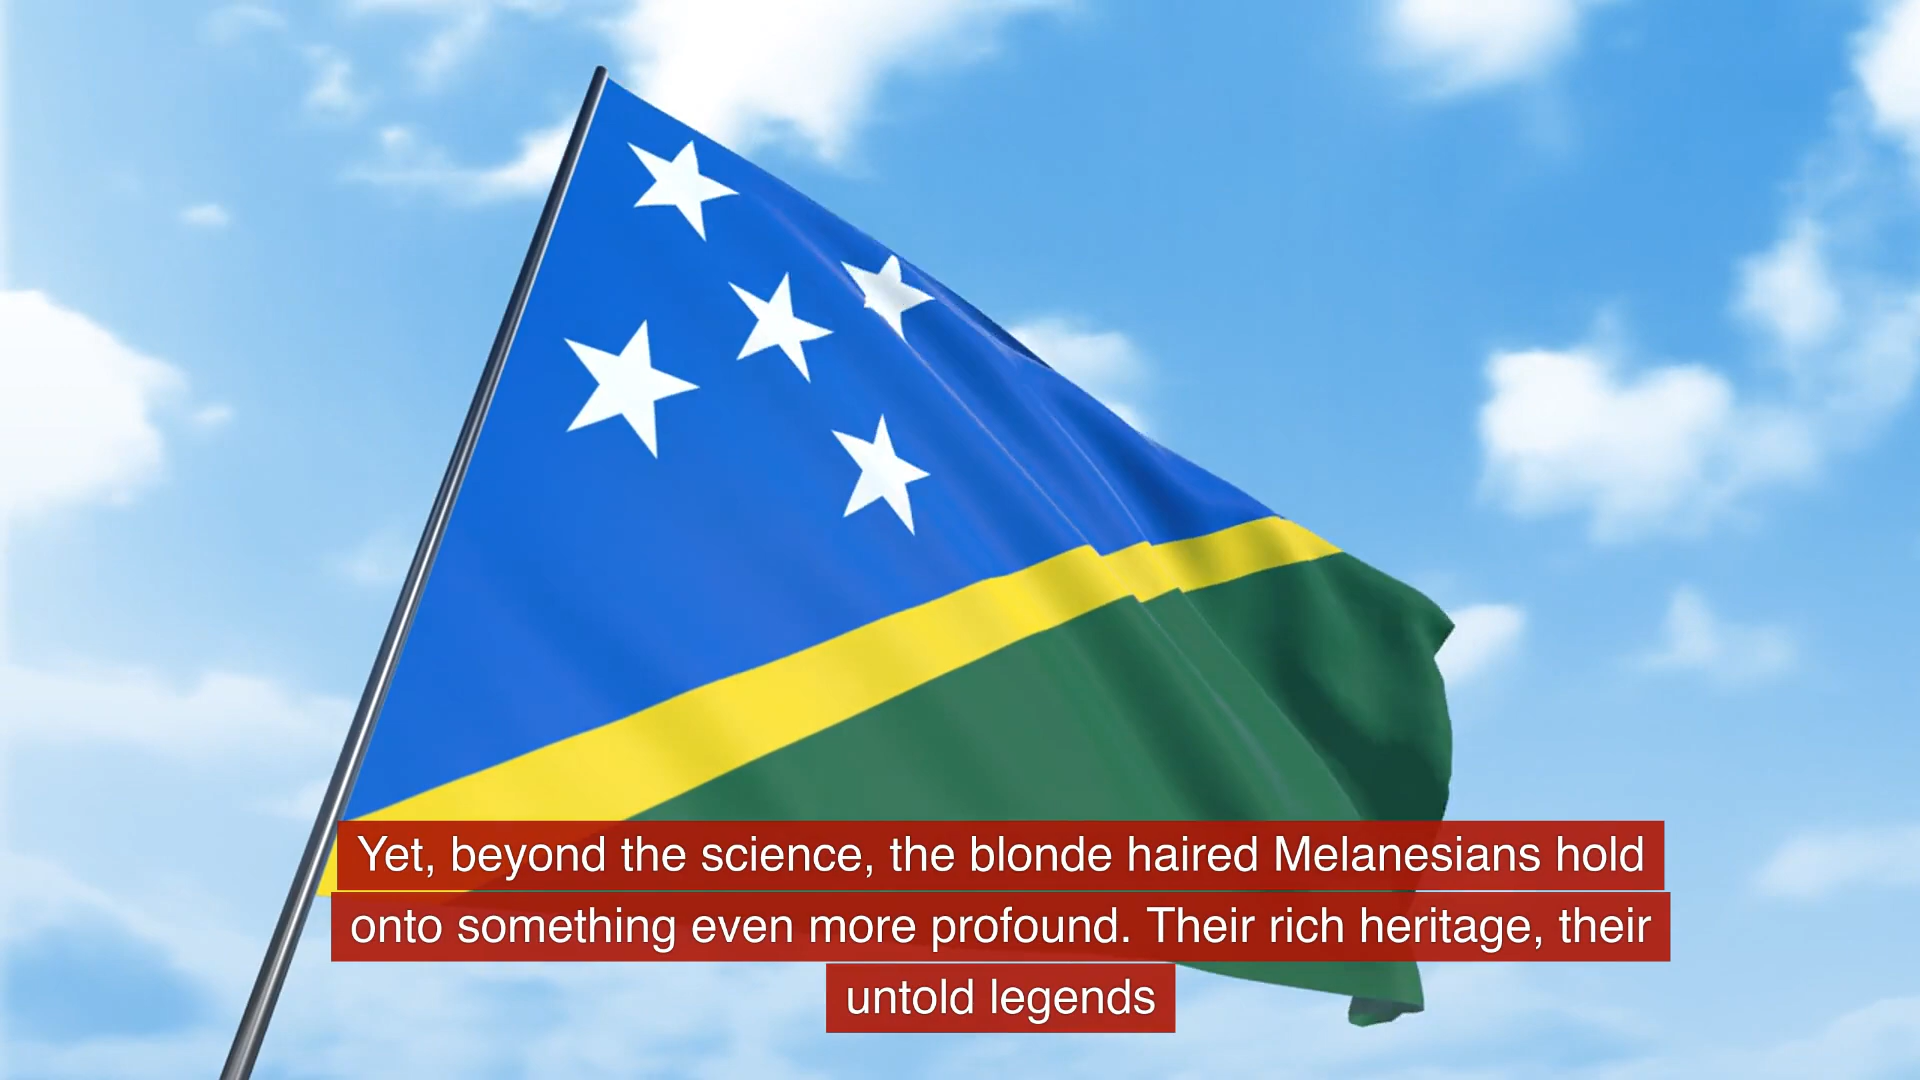 Yet, beyond the science, the blonde haired Melanesians hold
onto something even more profound. Their rich heritage, their
untold legends